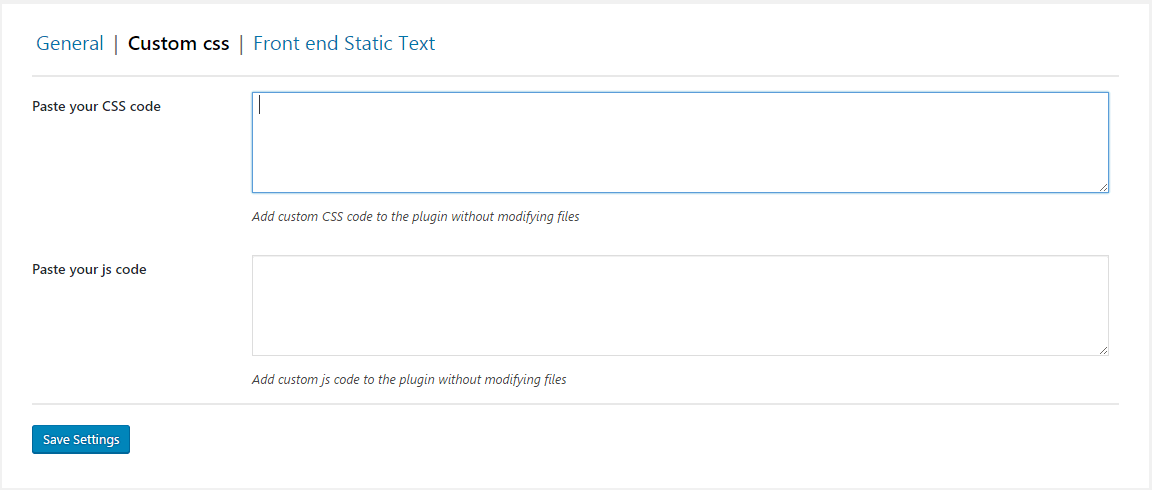 General | Custom css | Front end Static Text
Paste your CSS code
Add custom CSS code to the plugin without modifying files
Paste your js code
Add custom js code to the plugin without modifying files
Save Settings